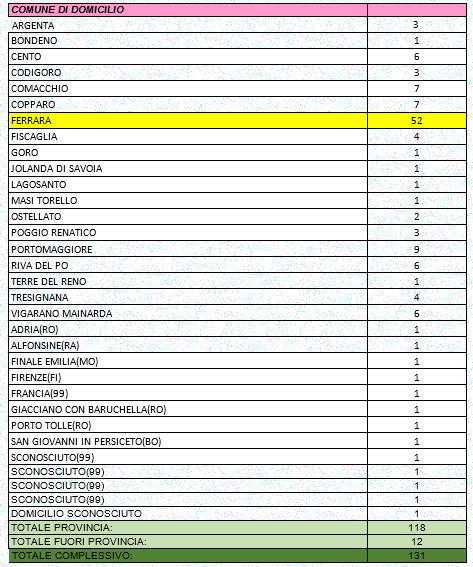 COMUNE DI DOMICILIO
ARGENTA 3
BONDENO 1
CENTO 6
CODIGORO 3
COMACCHIO 7
COPPARO 7
FERRARA 52
FISCAGLIA 4
GORO 1
JOLANDA DI SAVOIA 1
LAGOSANTO 1
MASI TORELLO 1
OSTELLATO 2
POGGIO RENATICO 3
PORTOMAGGIORE 9
RIVA DEL PO 6
TERRE DEL RENO 1
TRESIGNANA 4
VIGARANO MAINARDA 6
ADRIA(RO) 1
ALFONSINE(RA) 1
FINALE EMILIA(MO) 1
FIRENZE(FI) 1
FRANCIA(99) 1
GIACCIANO CON BARUCHELLA(RO) 1
PORTO TOLLE(RO) 1
SAN GIOVANNI IN PERSICETO(BO) 1
SCONOSCIUTO(99) 1
SCONOSCIUTO(99) 1
SCONOSCIUTO(99) 1
SCONOSCIUTO(99) 1
DOMICILIO SCONOSCIUTO 1
TOTALE PROVINCIA: 118
TOTALE FUORI PROVINCIA: 12
TOTALE COMPLESSIVO: 131